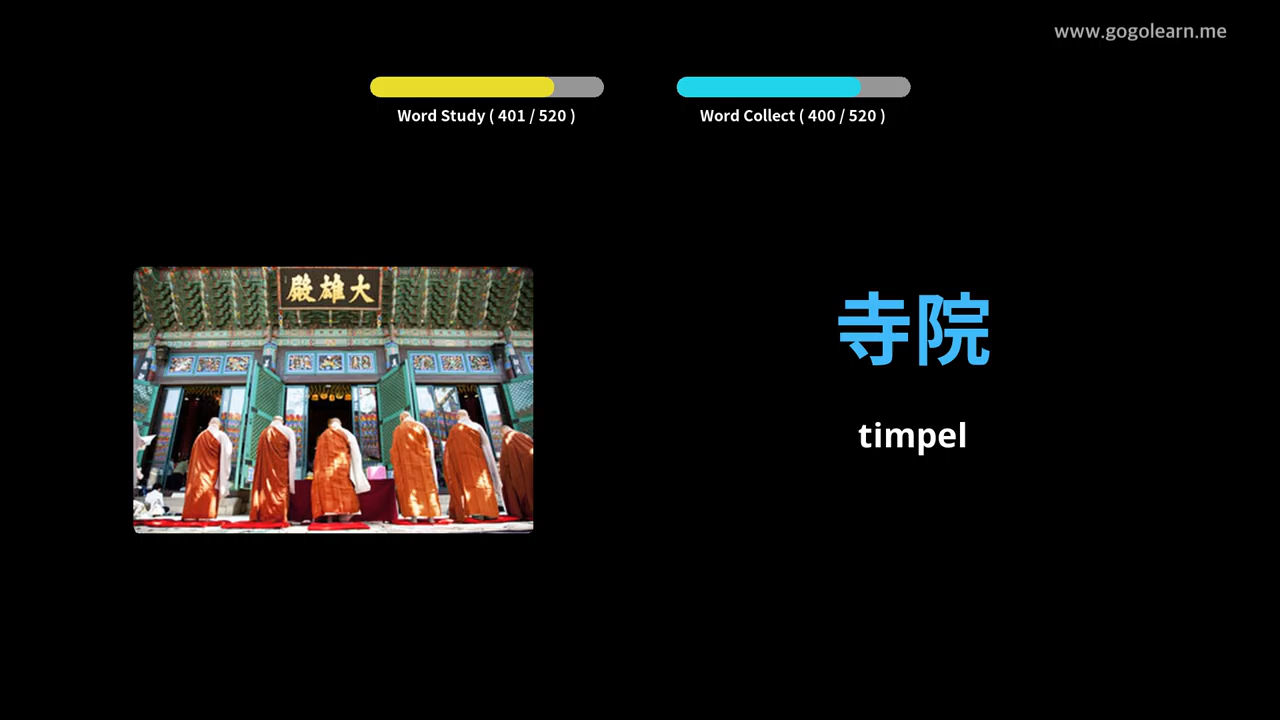 www.gogolearn.me
Word Study ( 401 / 520 )
Word Collect ( 400 / 520 )
殿雄大
寺院
timpel